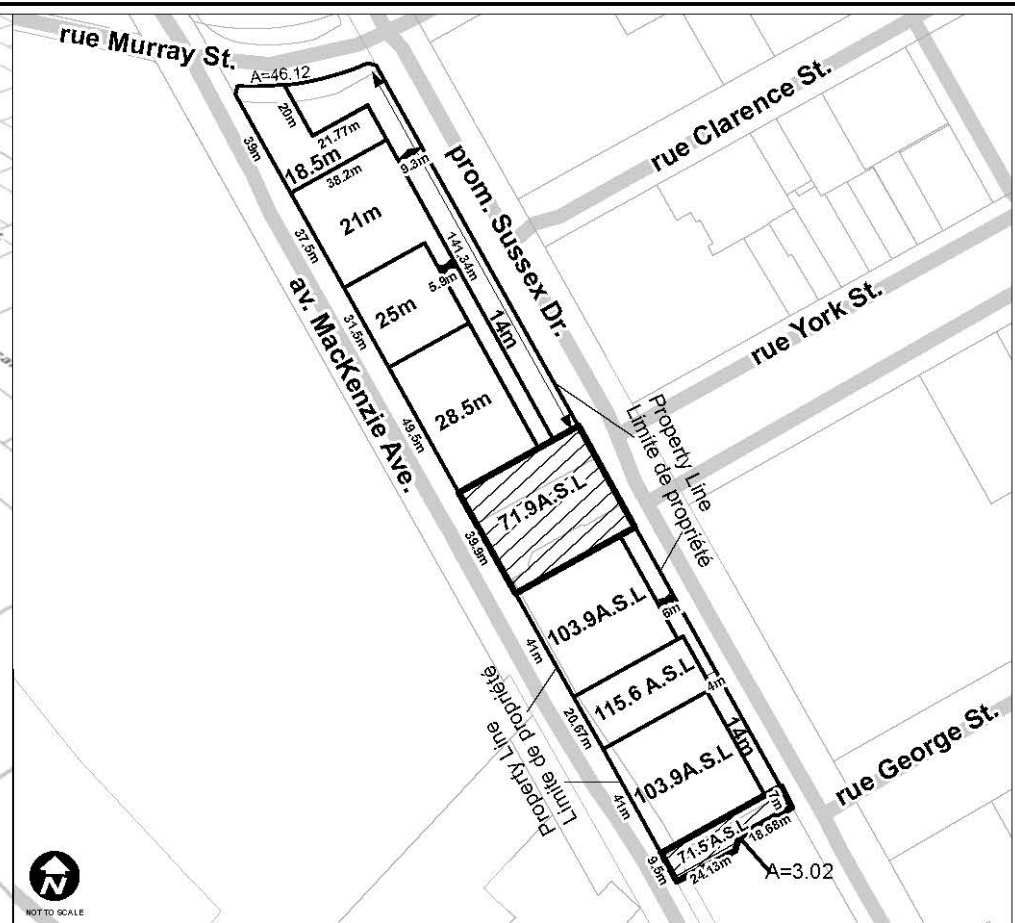 rue Murray St.
A=46.12
20m
21.77m
39m
18.5m
38.2m
9.3m
rue Clarence St.
prom. Sussex Dr.
21m
37.5m
141.34m
5.9m
25m
31.5m
14m
rue York St.
av. MacKenzie Ave.
28.5m
49.5m
Property Line
Limite de propriété
71.9A.S.L
39.9m
103.9A.S.L
6m
41m
115.6 A.S.L
4m
20.67m
Property Line
Limite de propriété
14m
103.9A.S.L
41m
rue George St.
7m
71.5A.S.L
18.68m
9.5m
24.13m
A=3.02
N
NOT TO SCALE